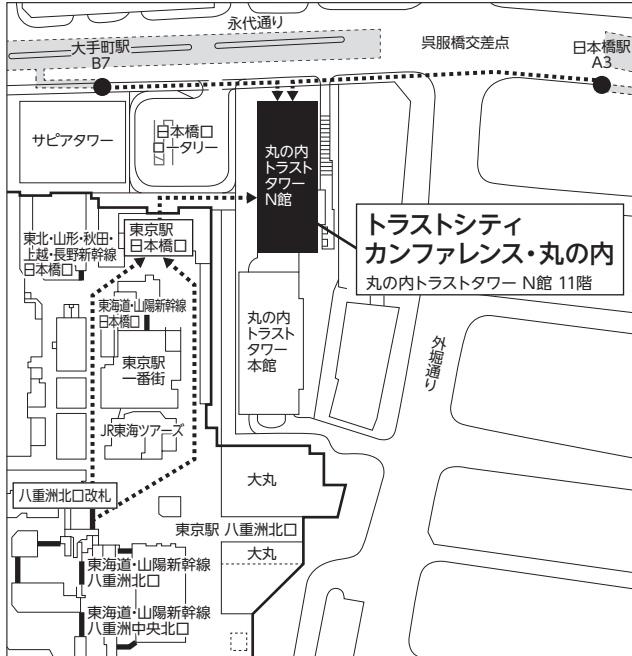 永代通り
大手町駅
B7
呉服橋交差点
日本橋駅
A3
サピアタワー
日本橋口
ロータリー
丸の内
トラスト
タワー
N館
トラストシティ
カンファレンス・丸の内
丸の内トラストタワー N館 11階
東北・山形・秋田・
上越・長野新幹線
日本橋口
東京駅
日本橋口
東海道・山陽新幹線
日本橋口
丸の内
トラスト
タワー
本館
外堀通り
東京駅
一番街
JR東海ツアーズ
八重洲北口改札
大丸
東京駅 八重洲北口
大丸
東海道・山陽新幹線
八重洲北口
東海道・山陽新幹線
八重洲中央北口